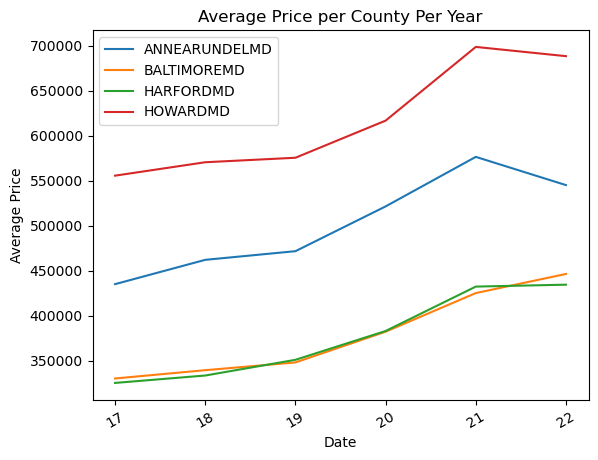 Average Price per County Per Year
ANNEARUNDELMD
BALTIMOREMD
HARFORDMD
HOWARDMD
700000
650000
600000
550000
500000
450000
400000
350000
Average Price
17 18 19 20 21 22
Date